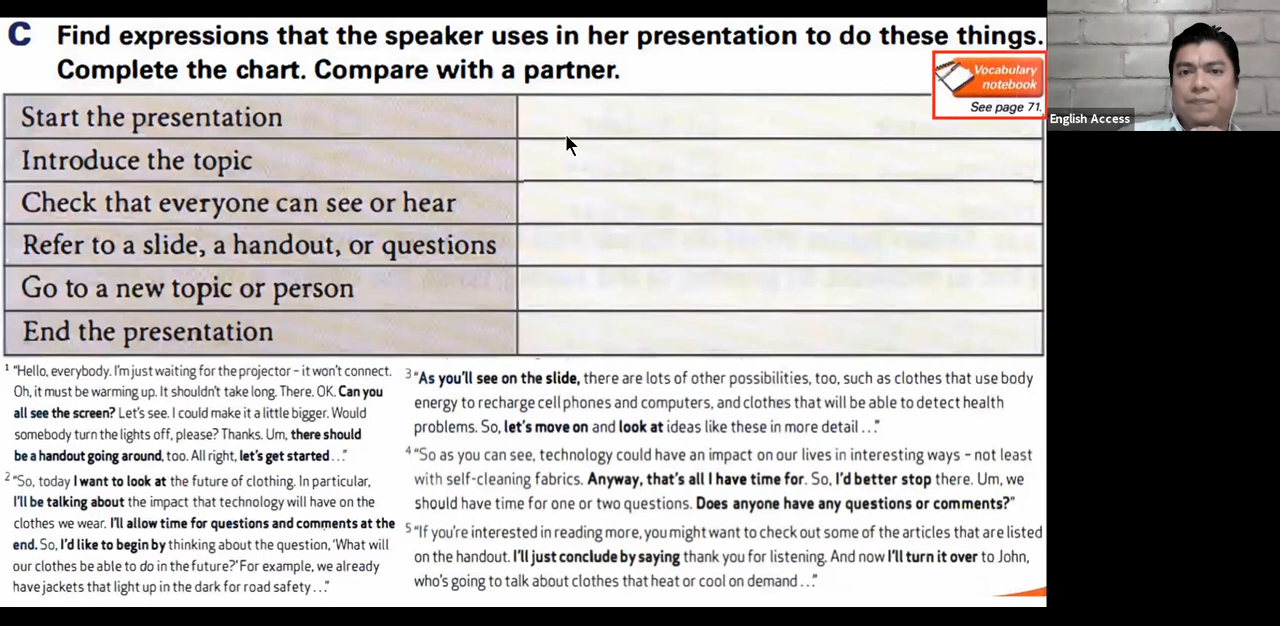 C Find expressions that the speaker uses in her presentation to do these things.
Complete the chart. Compare with a partner.
Vocabulary
notebook
See page 71.
English Access
Start the presentation
Introduce the topic
Check that everyone can see or hear
Refer to a slide, a handout, or questions
Go to a new topic or person
End the presentation
1 "Hello, everybody. I'm just waiting for the projector – it won't connect.
Oh, it must be warming up. It shouldn't take long. There. OK. Can you
all see the screen? Let's see. I could make it a little bigger. Would
somebody turn the lights off, please? Thanks. Um, there should
be a handout going around, too. All right, let's get started . . ."
2 "So, today I want to look at the future of clothing. In particular,
I'll be talking about the impact that technology will have on the
clothes we wear. I'll allow time for questions and comments at the
end. So, I'd like to begin by thinking about the question, 'What will
our clothes be able to do in the future?' For example, we already
have jackets that light up in the dark for road safety . . ."
3 "As you'll see on the slide, there are lots of other possibilities, too, such as clothes that use body
energy to recharge cell phones and computers, and clothes that will be able to detect health
problems. So, let's move on and look at ideas like these in more detail . . ."
4 "So as you can see, technology could have an impact on our lives in interesting ways – not least
with self-cleaning fabrics. Anyway, that's all I have time for. So, I'd better stop there. Um, we
should have time for one or two questions. Does anyone have any questions or comments?"
5 "If you're interested in reading more, you might want to check out some of the articles that are listed
on the handout. I'll just conclude by saying thank you for listening. And now I'll turn it over to John,
who's going to talk about clothes that heat or cool on demand . . ."